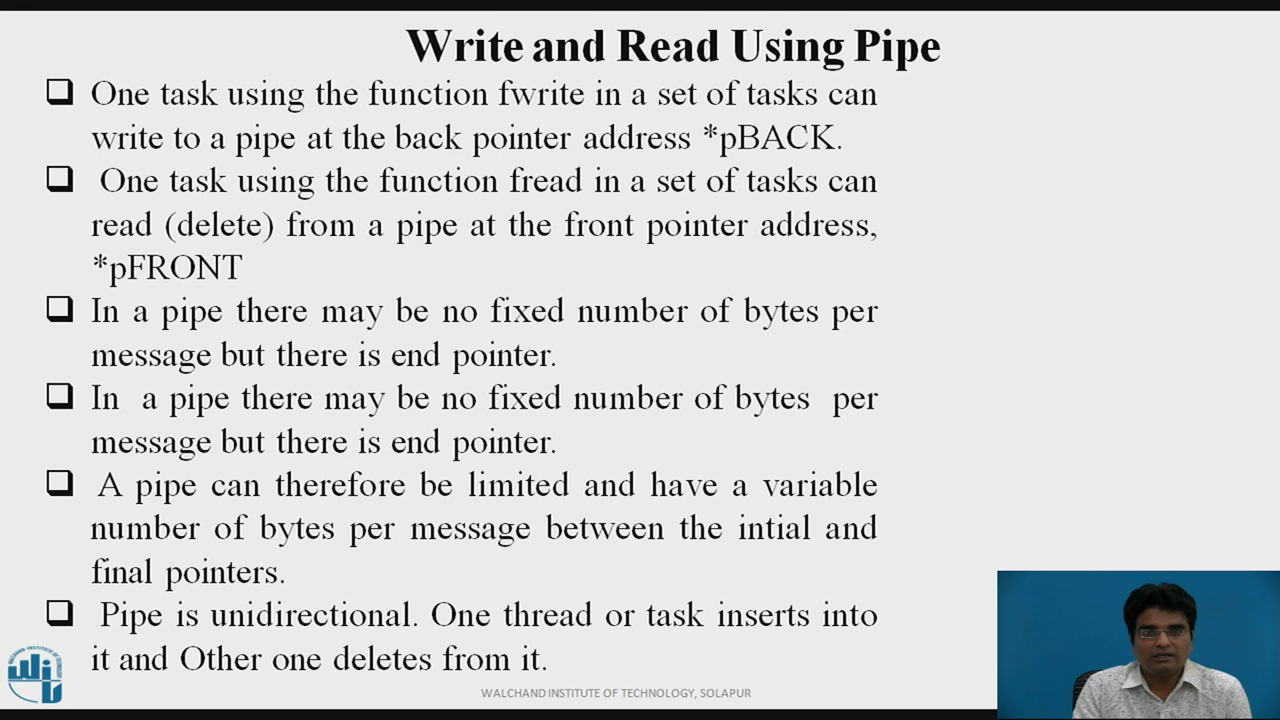 Write and Read Using Pipe
One task using the function fwrite in a set of tasks can
write to a pipe at the back pointer address *pBACK.
One task using the function fread in a set of tasks can
read (delete) from a pipe at the front pointer address,
*pFRONT
In a pipe there may be no fixed number of bytes per
message but there is end pointer.
In a pipe there may be no fixed number of bytes per
message but there is end pointer.
A pipe can therefore be limited and have a variable
number of bytes per message between the intial and
final pointers.
Pipe is unidirectional. One thread or task inserts into
it and Other one deletes from it.
WALCHAND INSTITUTE OF TECHNOLOGY, SOLAPUR